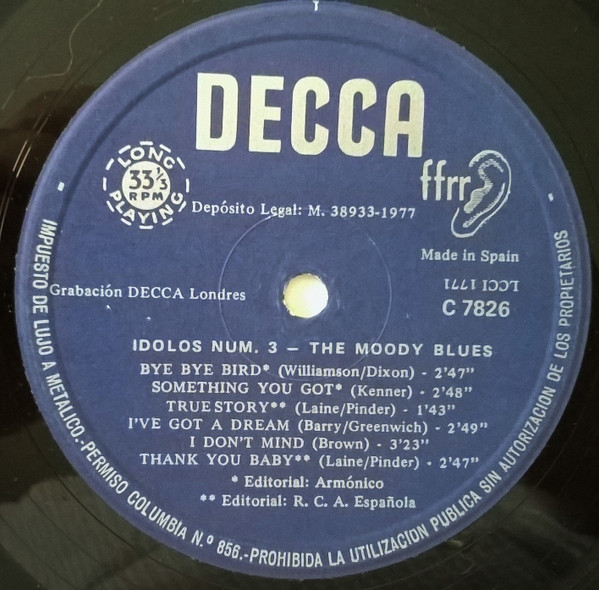 DECCA
LONG
33 1/3
RPM
PLAYING
ffrr
Depósito Legal: M. 38933-1977
Made in Spain
LCCI 1771
Grabación DECCA Londres
C 7826
IDOLOS NUM. 3 — THE MOODY BLUES
BYE BYE BIRD* (Williamson/Dixon) - 2'47"
SOMETHING YOU GOT* (Kenner) - 2'48"
TRUE STORY** (Laine/Pinder) - 1'43"
I'VE GOT A DREAM (Barry/Greenwich) - 2'49"
I DON'T MIND (Brown) - 3'23"
THANK YOU BABY** (Laine/Pinder) - 2'47"
* Editorial: Armónico
** Editorial: R. C. A. Española
IMPUESTO DE LUJO A METALICO.-PERMISO COLUMBIA N.º 856.-PROHIBIDA LA UTILIZACION PUBLICA SIN AUTORIZACION DE LOS PROPIETARIOS